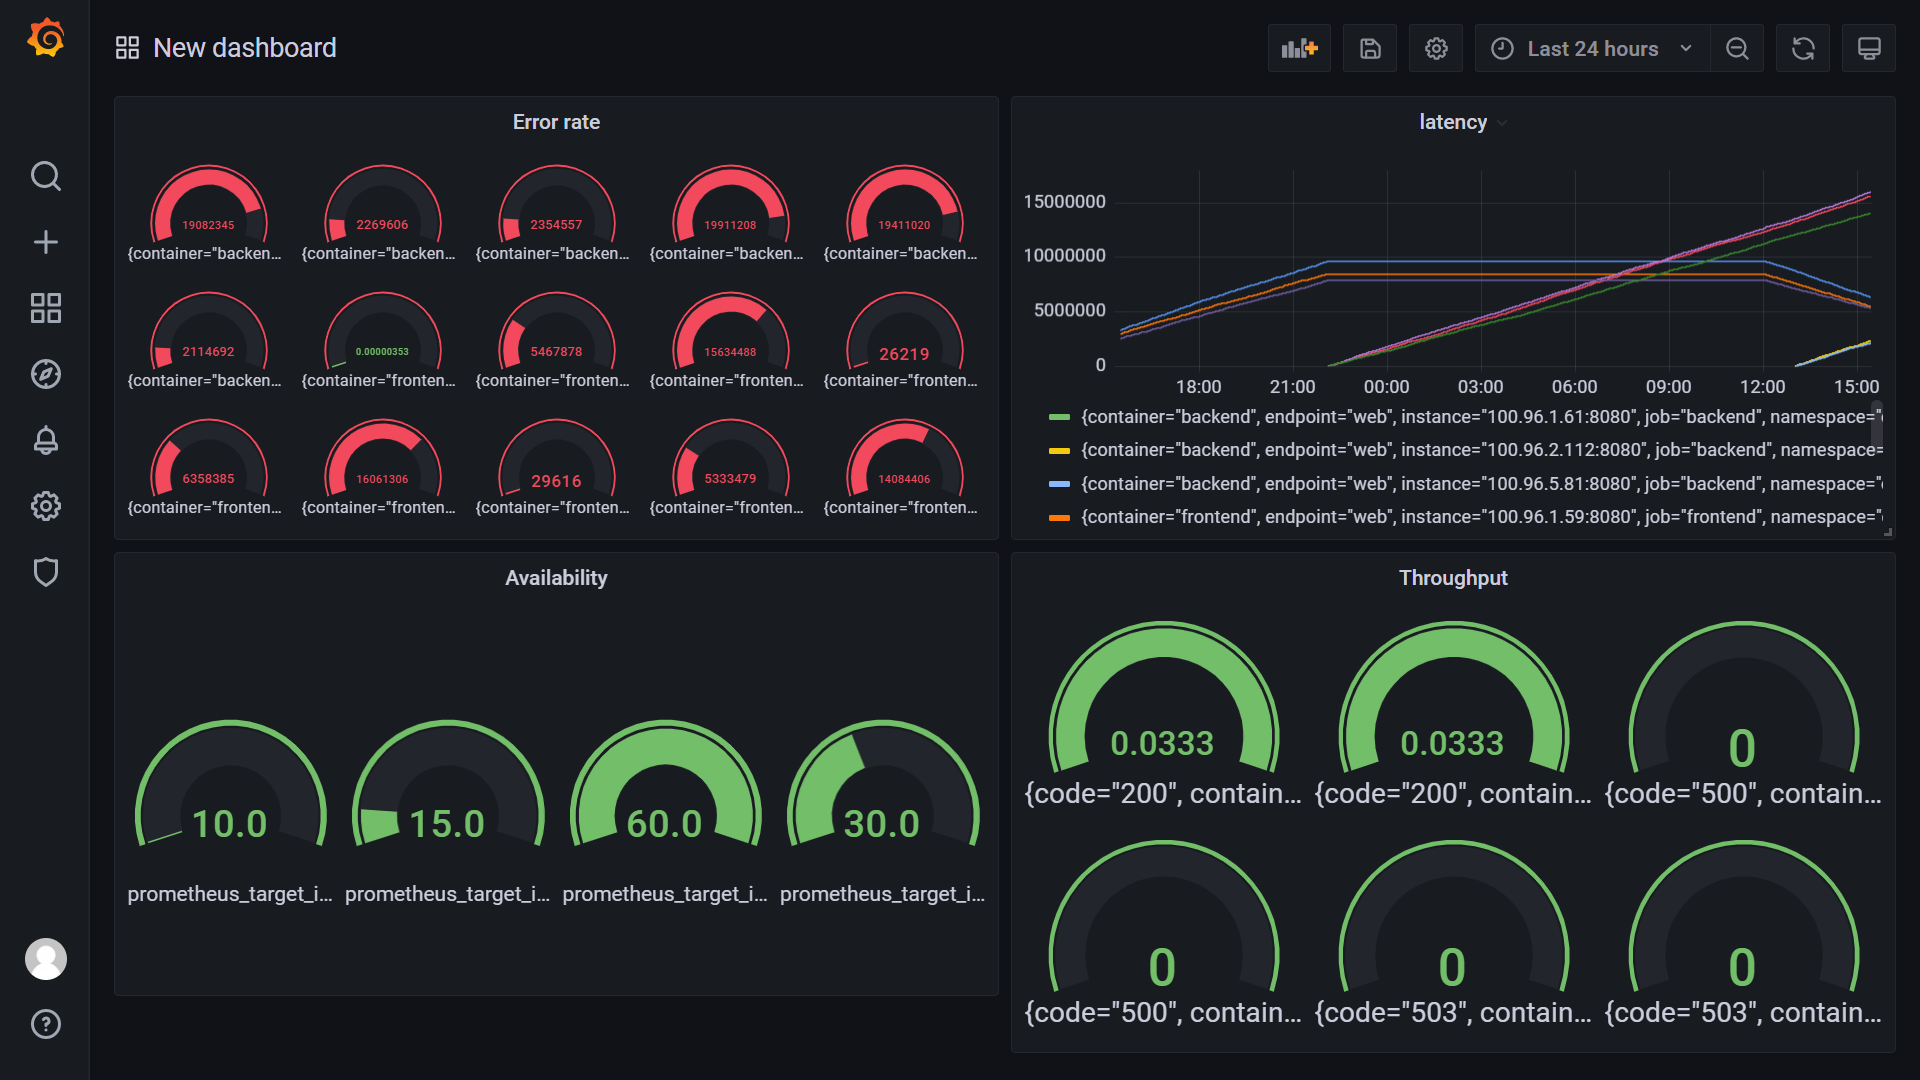 New dashboard
Last 24 hours
Error rate
19082345
2269606
2354557
19911208
19411020
{container="backen...
{container="backen...
{container="backen...
{container="backen...
{container="backen...
2114692
0.00000353
5467878
15634488
26219
{container="backen...
{container="fronten...
{container="fronten...
{container="fronten...
{container="fronten...
6358385
16061306
29616
5333479
14084406
{container="fronten...
{container="fronten...
{container="fronten...
{container="fronten...
{container="fronten...
latency
15000000
10000000
5000000
0
18:00
21:00
00:00
03:00
06:00
09:00
12:00
15:00
{container="backend", endpoint="web", instance="100.96.1.61:8080", job="backend", namespace="
{container="backend", endpoint="web", instance="100.96.2.112:8080", job="backend", namespace=
{container="backend", endpoint="web", instance="100.96.5.81:8080", job="backend", namespace="
{container="frontend", endpoint="web", instance="100.96.1.59:8080", job="frontend", namespace="
Availability
10.0
15.0
60.0
30.0
prometheus_target_i...
prometheus_target_i...
prometheus_target_i...
prometheus_target_i...
Throughput
0.0333
0.0333
0
{code="200", contain...
{code="200", contain...
{code="500", contain...
0
0
0
{code="500", contain...
{code="503", contain...
{code="503", contain...